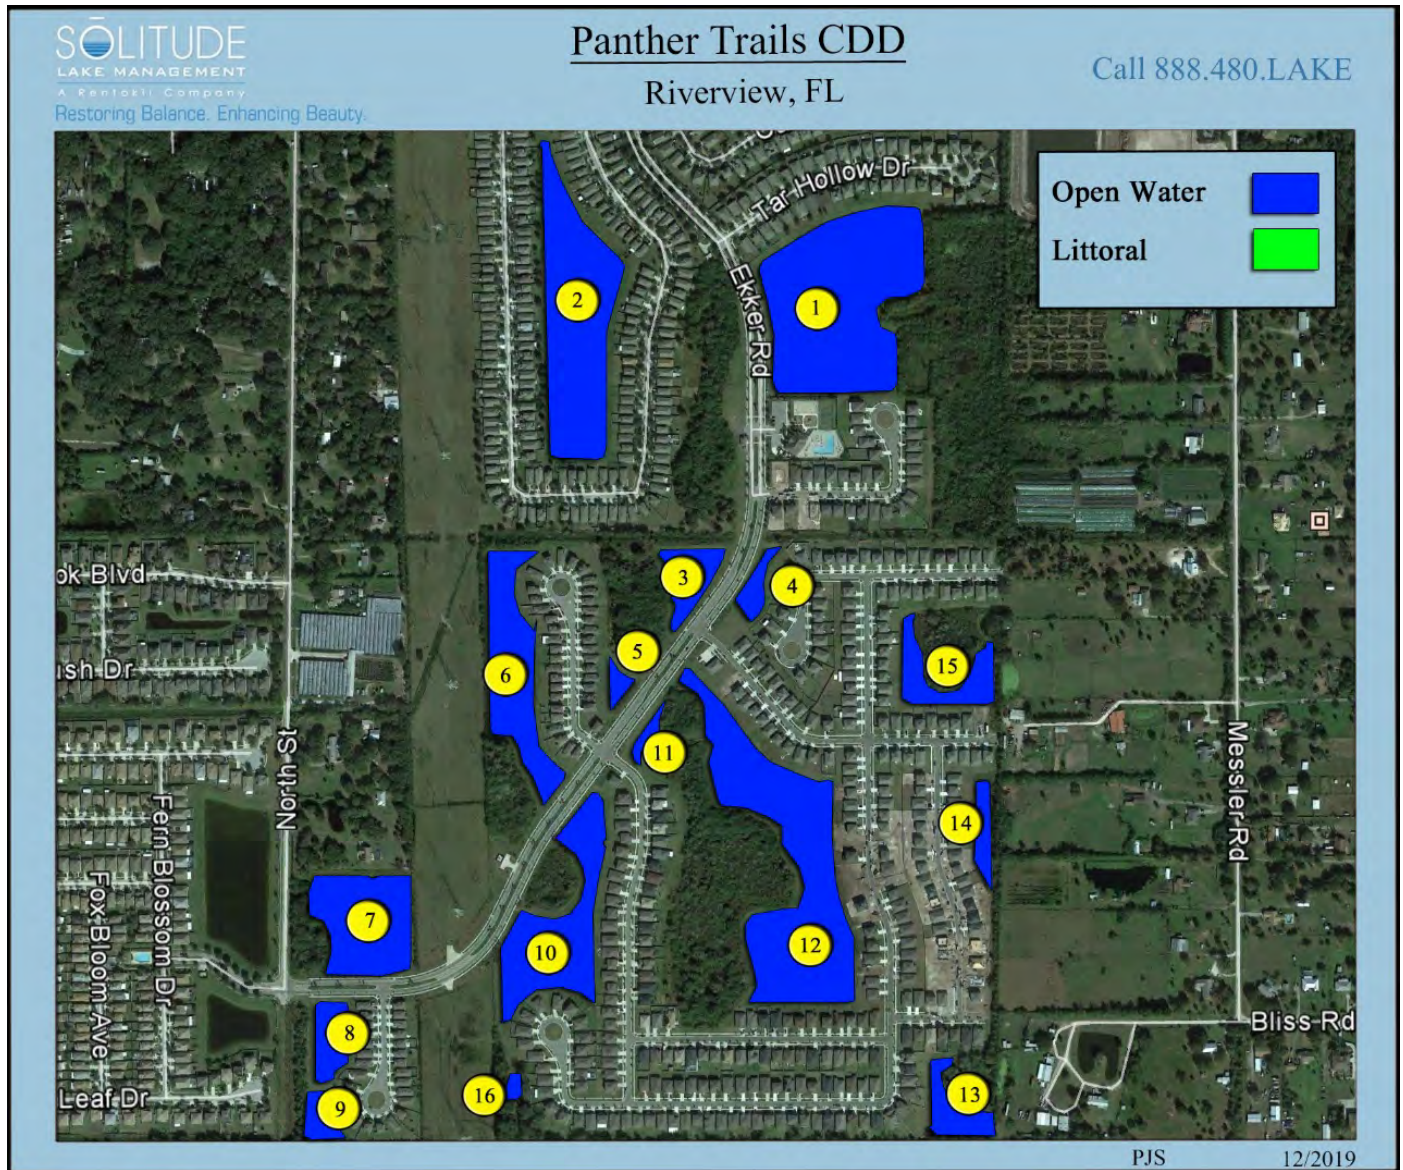 SŌLITUDE
LAKE MANAGEMENT
A Rentokil Company
Restoring Balance. Enhancing Beauty.
Panther Trails CDD
Riverview, FL
Call 888.480.LAKE
Open Water
Littoral
Tar Hollow Dr
Ekker Rd
2
1
3
4
ok Blvd
5
15
6
ush Dr
11
North St
Messler Rd
14
Fern Blossom Dr
Fox Bloom Ave
7
12
10
Bliss Rd
8
16
13
Leaf Dr
9
PJS
12/2019